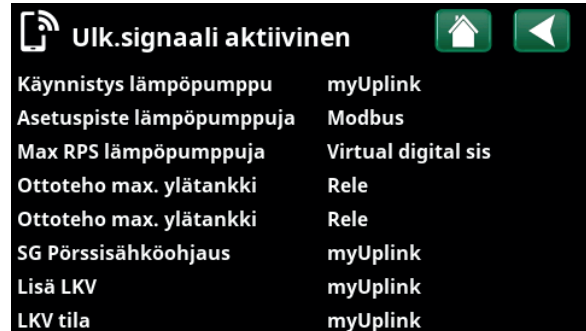 Ulk.signaali aktiivinen
Käynnistys lämpöpumppu myUplink
Asetuspiste lämpöpumppuja Modbus
Max RPS lämpöpumppuja Virtual digital sis
Ottoteho max. ylätankki Rele
Ottoteho max. ylätankki Rele
SG Pörssisähköohjaus myUplink
Lisä LKV myUplink
LKV tila myUplink